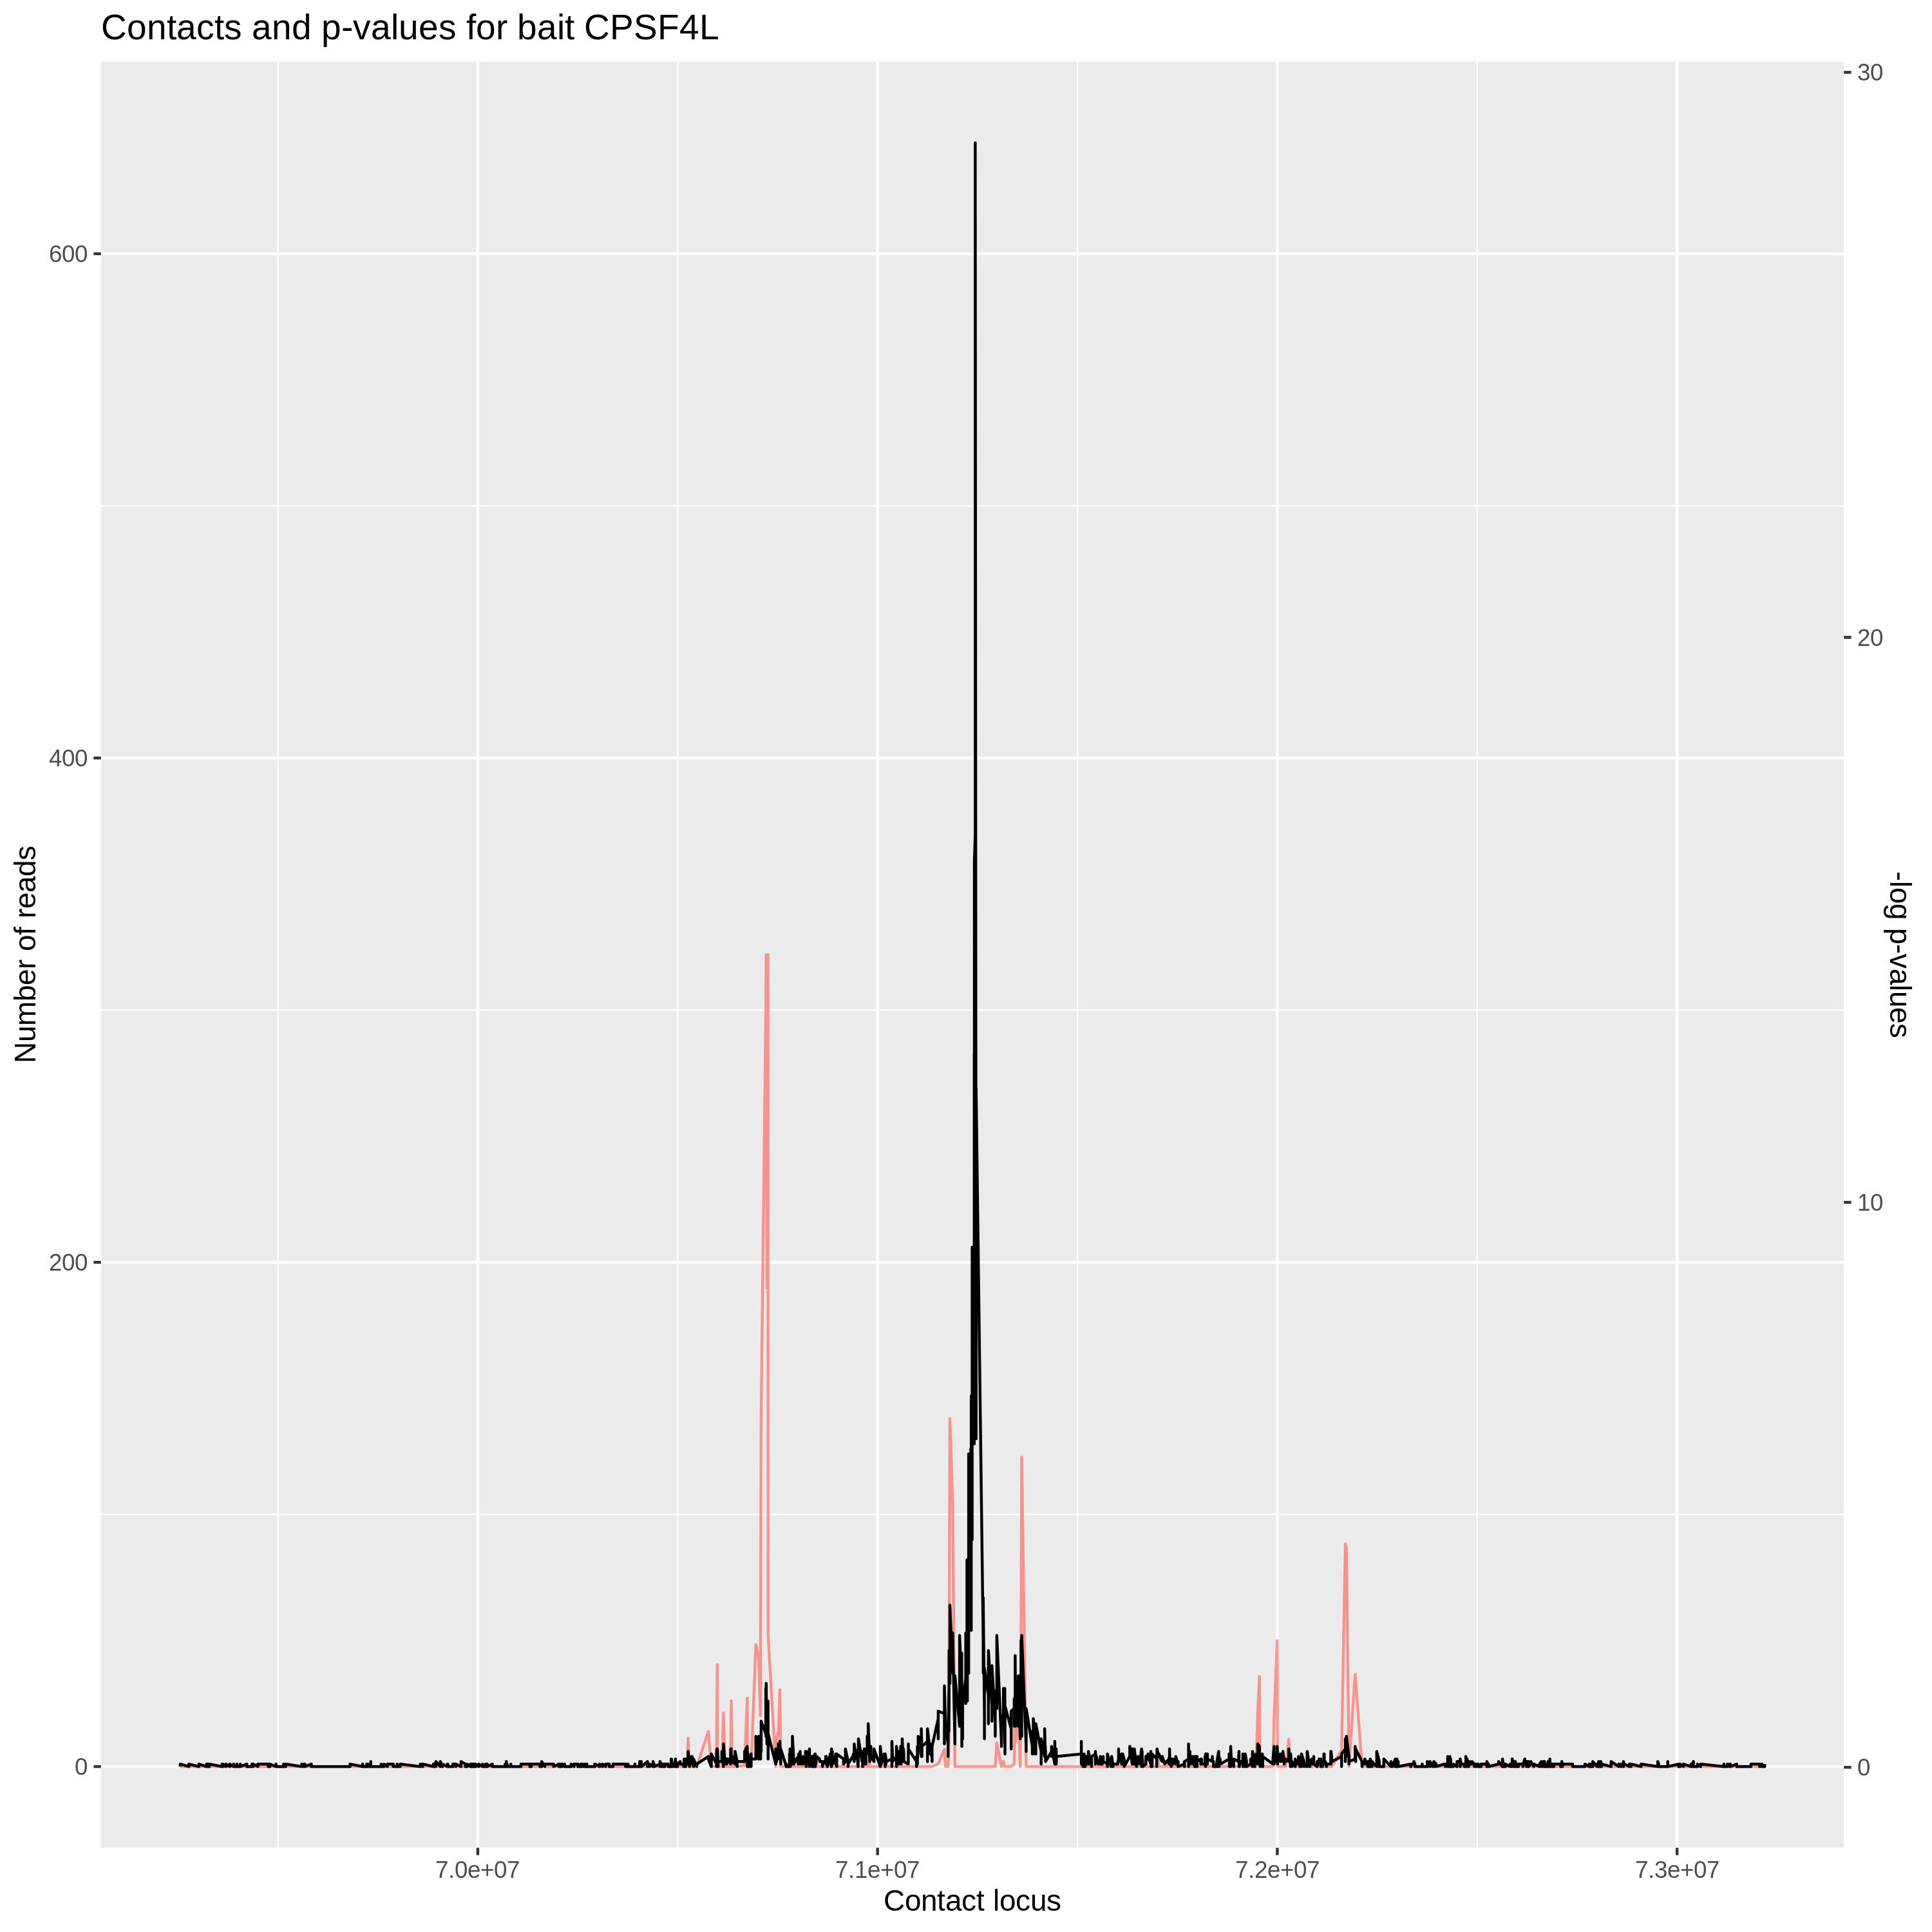 Contacts and p-values for bait CPSF4L
Number of reads
600
400
200
0
30
20
10
0
-log p-values
7.0e+07
7.1e+07
7.2e+07
7.3e+07
Contact locus